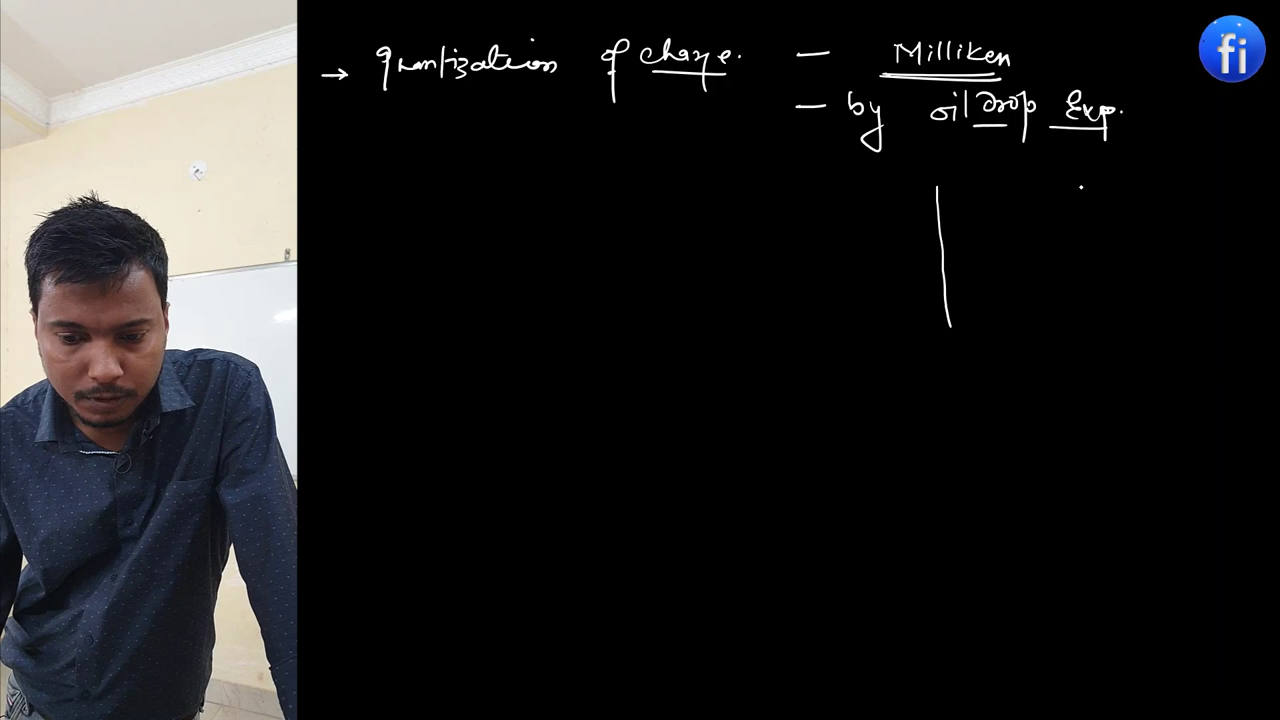 → quantization of charge. — Milliken
— by oil Drop Exp.
fi